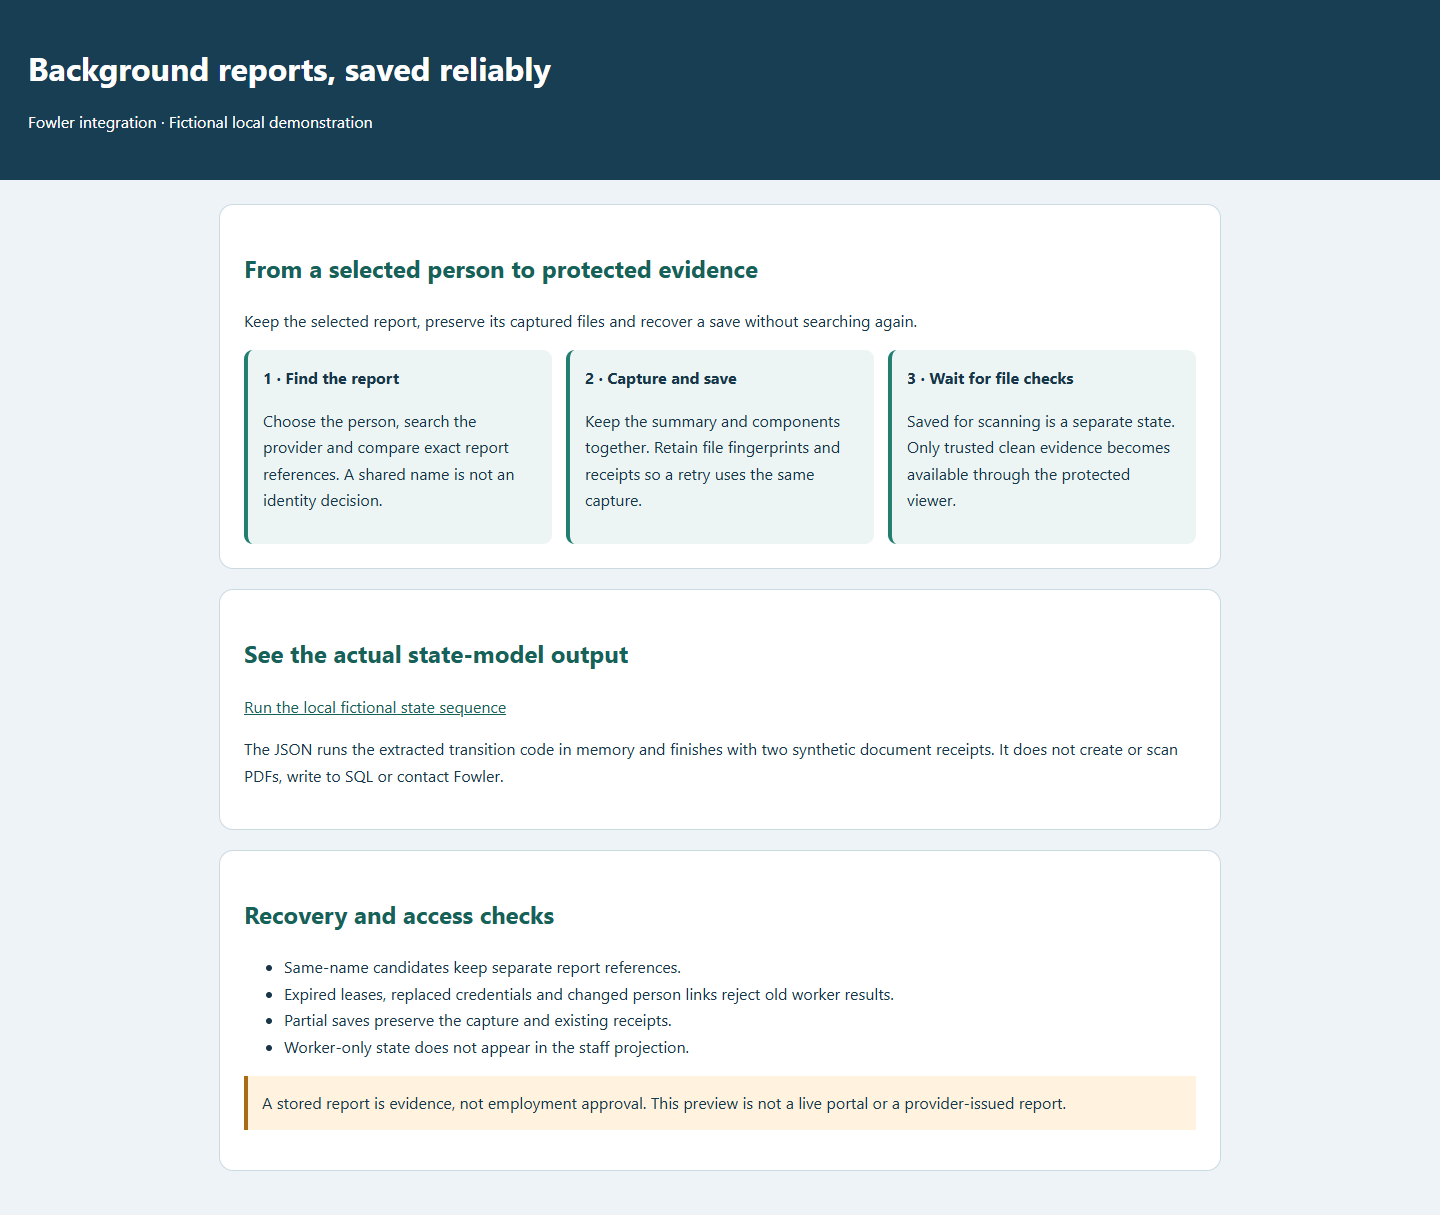 Background reports, saved reliably
Fowler integration · Fictional local demonstration
From a selected person to protected evidence
Keep the selected report, preserve its captured files and recover a save without searching again.
1 · Find the report
Choose the person, search the
provider and compare exact report
references. A shared name is not an
identity decision.
2 · Capture and save
Keep the summary and components
together. Retain file fingerprints and
receipts so a retry uses the same
capture.
3 · Wait for file checks
Saved for scanning is a separate state.
Only trusted clean evidence becomes
available through the protected
viewer.
See the actual state-model output
Run the local fictional state sequence
The JSON runs the extracted transition code in memory and finishes with two synthetic document receipts. It does not create or scan
PDFs, write to SQL or contact Fowler.
Recovery and access checks
• Same-name candidates keep separate report references.
• Expired leases, replaced credentials and changed person links reject old worker results.
• Partial saves preserve the capture and existing receipts.
• Worker-only state does not appear in the staff projection.
A stored report is evidence, not employment approval. This preview is not a live portal or a provider-issued report.